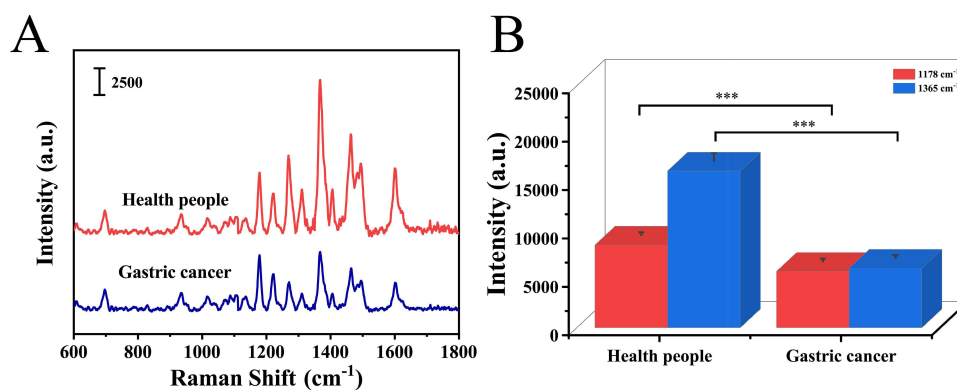 A
2500
Health people
Gastric cancer
Intensity (a.u.)
600 800 1000 1200 1400 1600 1800
Raman Shift (cm⁻¹)
B
1178 cm⁻¹
1365 cm⁻¹
***
***
25000
20000
15000
10000
5000
0
Intensity (a.u.)
Health people Gastric cancer